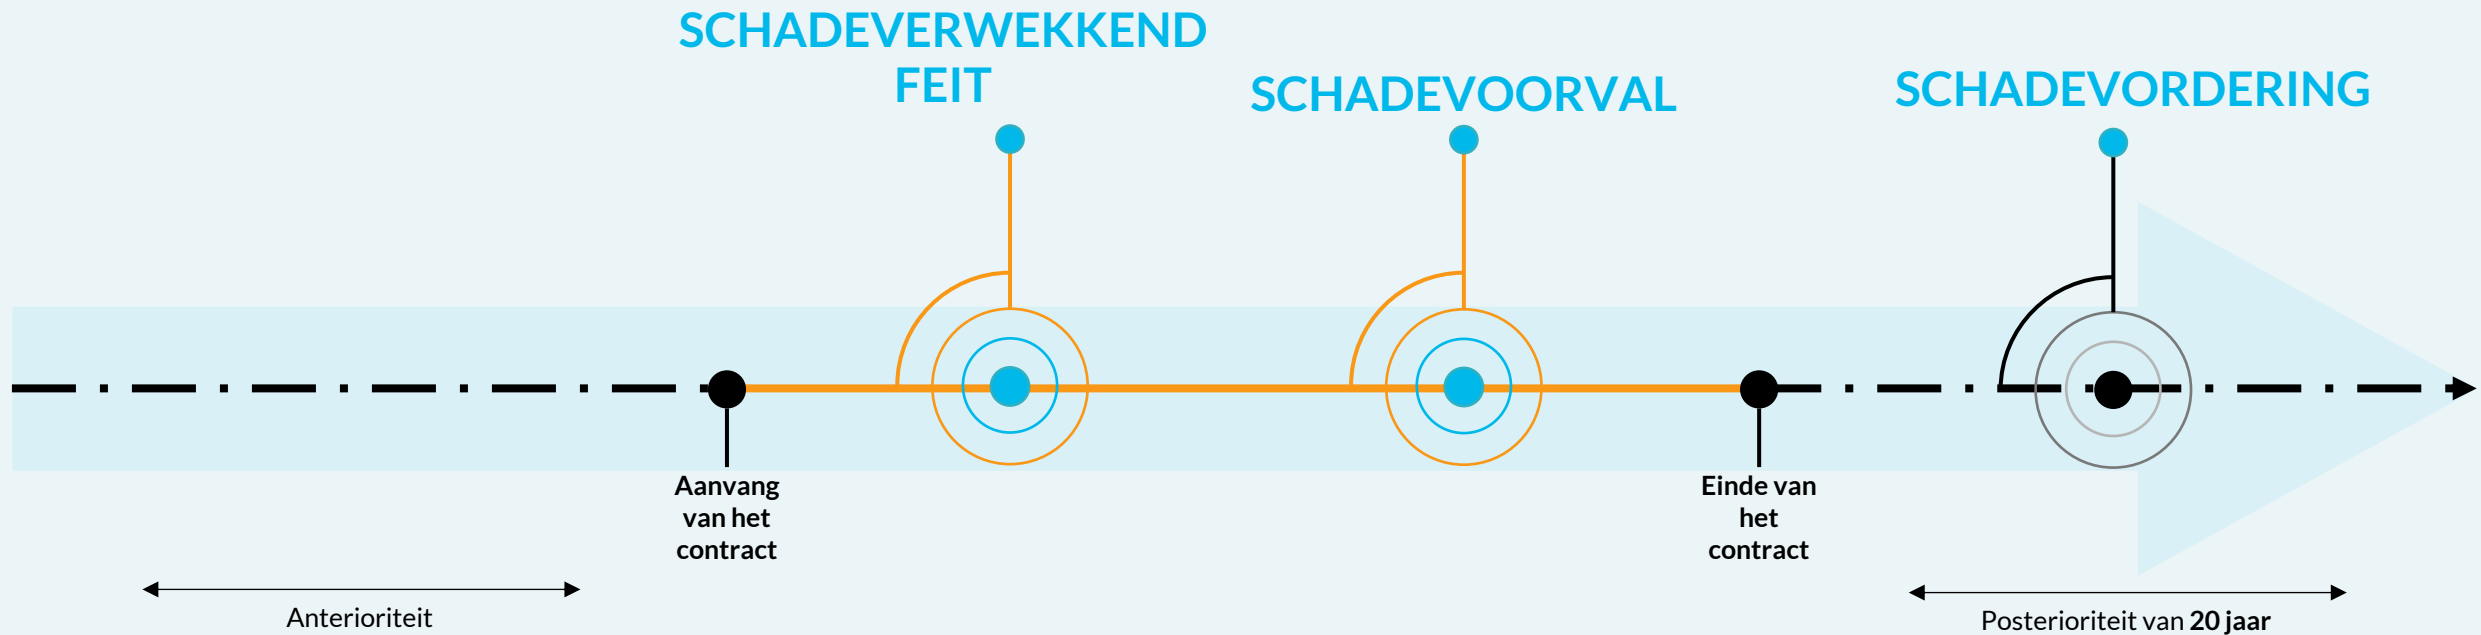 SCHADEVERWEKKEND
FEIT
SCHADEVOORVAL
SCHADEVORDERING
Aanvang
van het
contract
Einde van
het
contract
Anterioriteit
Posterioriteit van 20 jaar